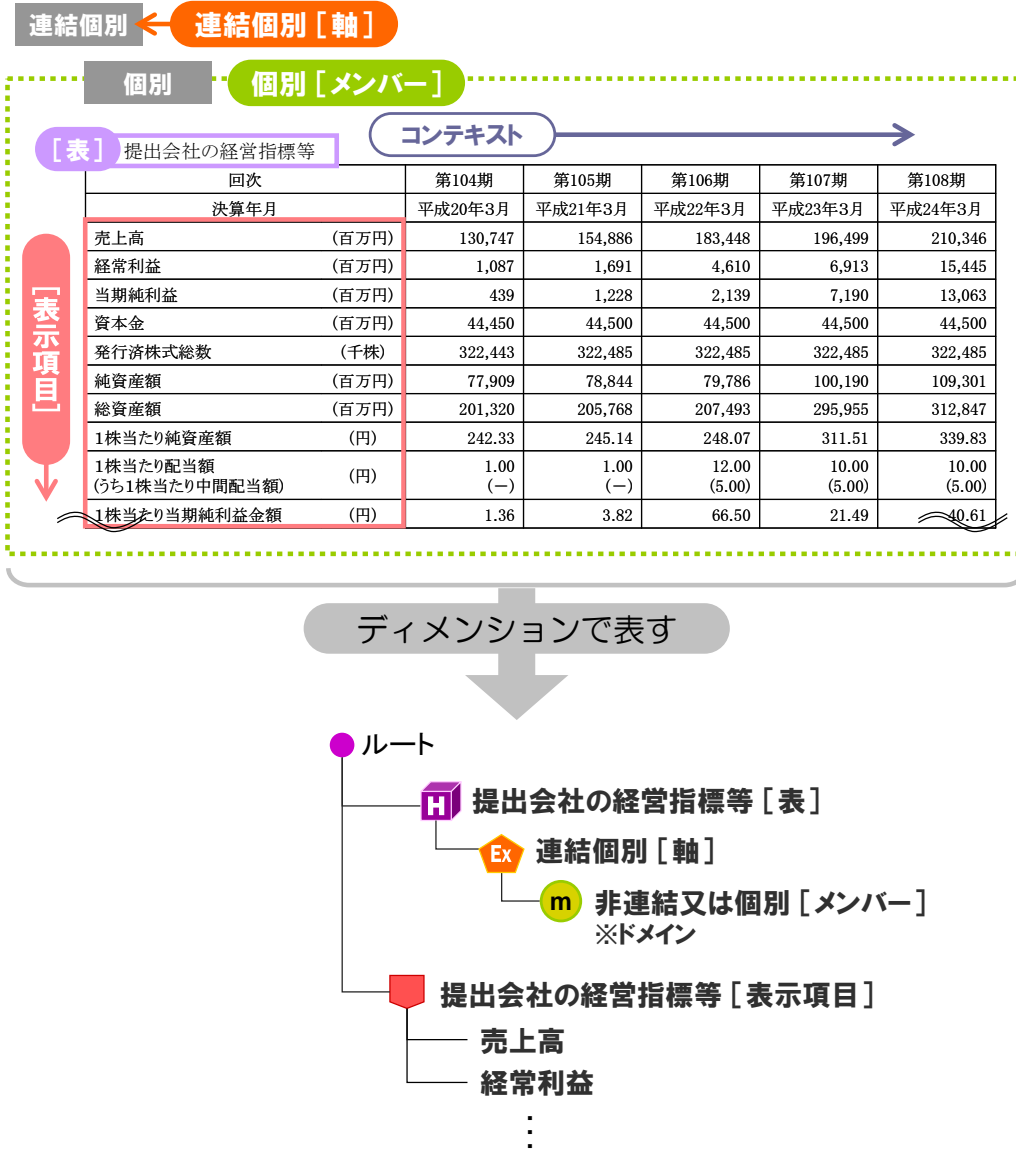 連結個別 連結個別［軸］
個別 個別［メンバー］
コンテキスト
［表］ 提出会社の経営指標等
回次 第104期 第105期 第106期 第107期 第108期
決算年月 平成20年3月 平成21年3月 平成22年3月 平成23年3月 平成24年3月
［表示項目］
売上高 (百万円) 130,747 154,886 183,448 196,499 210,346
経常利益 (百万円) 1,087 1,691 4,610 6,913 15,445
当期純利益 (百万円) 439 1,228 2,139 7,190 13,063
資本金 (百万円) 44,450 44,500 44,500 44,500 44,500
発行済株式総数 (千株) 322,443 322,485 322,485 322,485 322,485
純資産額 (百万円) 77,909 78,844 79,786 100,190 109,301
総資産額 (百万円) 201,320 205,768 207,493 295,955 312,847
1株当たり純資産額 (円) 242.33 245.14 248.07 311.51 339.83
1株当たり配当額 (円) 1.00 1.00 12.00 10.00 10.00
(うち1株当たり中間配当額) (－) (－) (5.00) (5.00) (5.00)
1株当たり当期純利益金額 (円) 1.36 3.82 66.50 21.49 40.61
ディメンションで表す
ルート
H 提出会社の経営指標等［表］
Ex 連結個別［軸］
m 非連結又は個別［メンバー］
※ドメイン
提出会社の経営指標等［表示項目］
売上高
経常利益
⋮